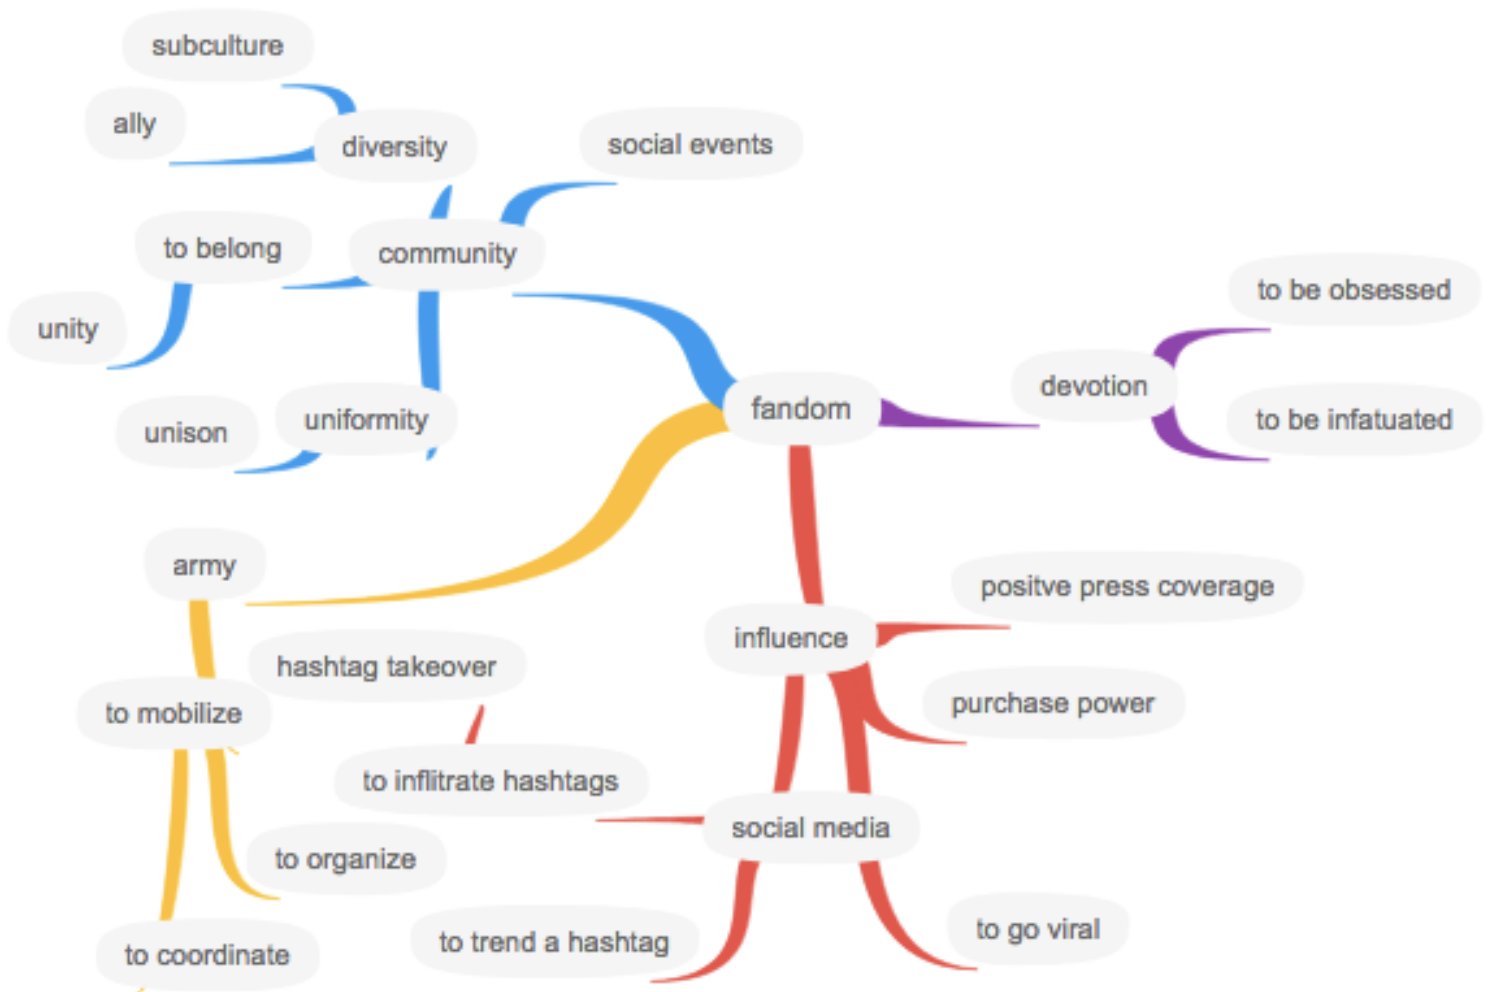 subculture
ally
diversity
social events
to belong
community
unity
unison
uniformity
fandom
devotion
to be obsessed
to be infatuated
army
to mobilize
to organize
to coordinate
influence
positve press coverage
purchase power
hashtag takeover
to inflitrate hashtags
social media
to trend a hashtag
to go viral